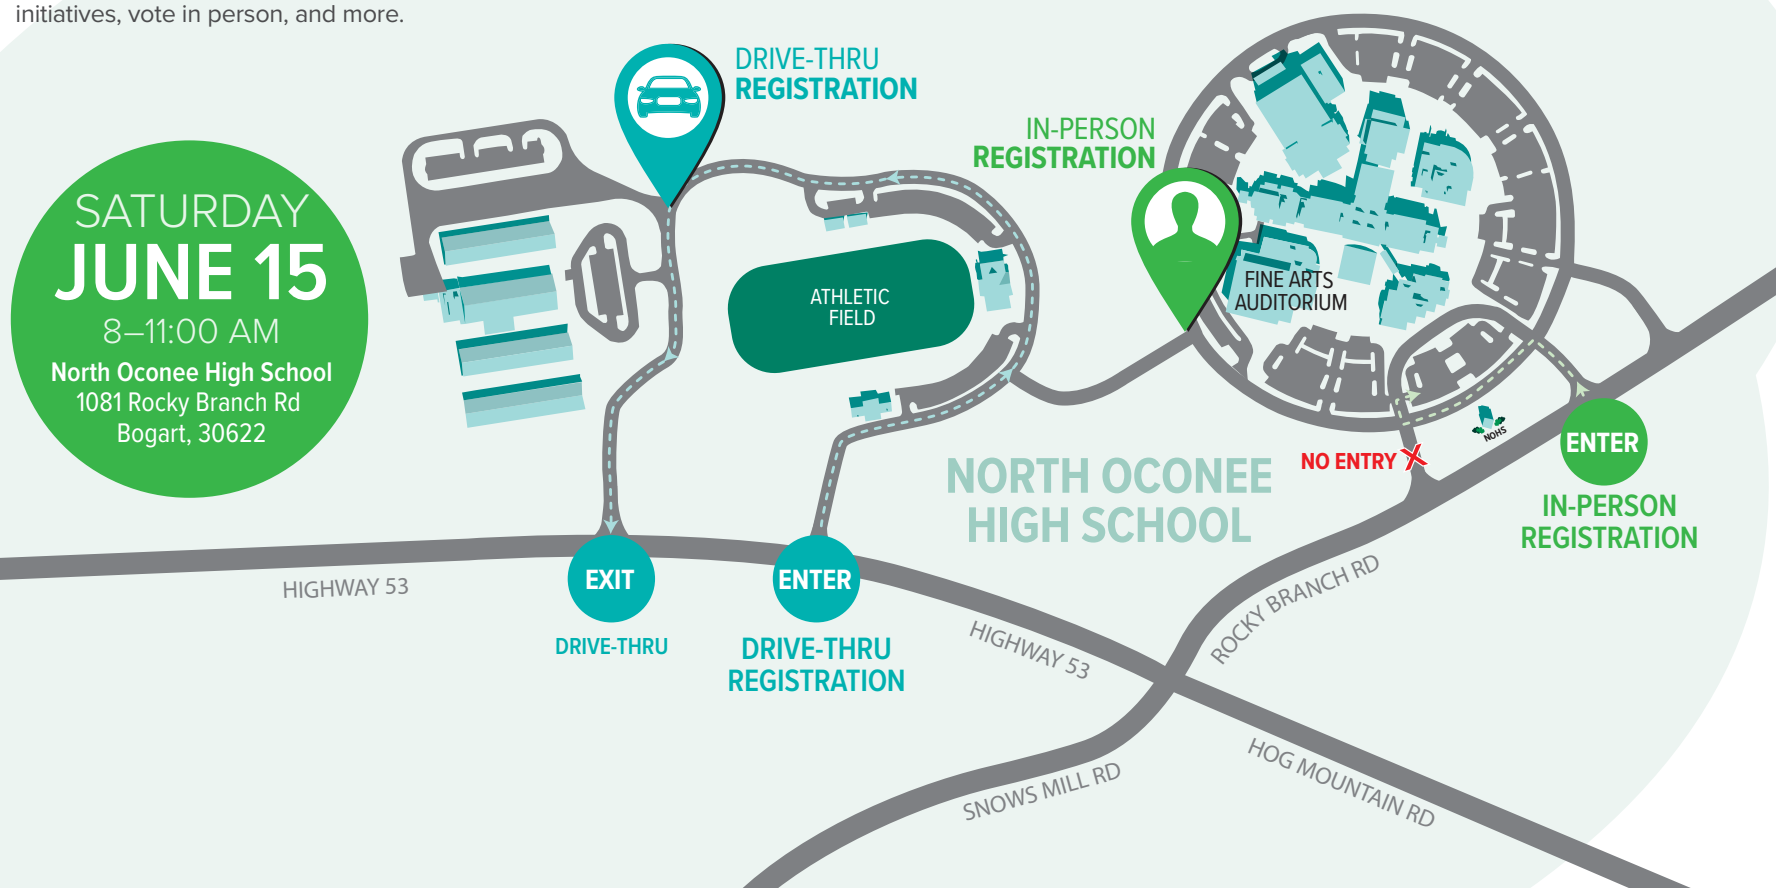 initiatives, vote in person, and more.
DRIVE-THRU
REGISTRATION
IN-PERSON
REGISTRATION
SATURDAY
JUNE 15
8–11:00 AM
North Oconee High School
1081 Rocky Branch Rd
Bogart, 30622
ATHLETIC
FIELD
FINE ARTS
AUDITORIUM
NORTH OCONEE
HIGH SCHOOL
NO ENTRY
NOHS
ENTER
IN-PERSON
REGISTRATION
HIGHWAY 53
EXIT
DRIVE-THRU
ENTER
DRIVE-THRU
REGISTRATION
HIGHWAY 53
ROCKY BRANCH RD
SNOWS MILL RD
HOG MOUNTAIN RD